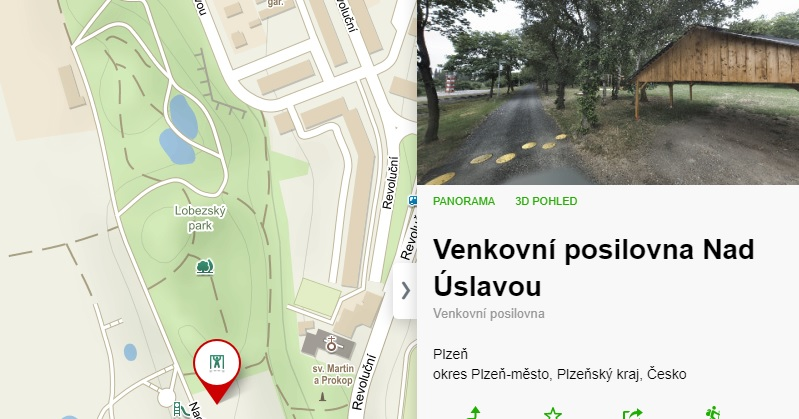 gar.
vou
Revoluční
Revoluční
Revoluční
Lobezský
park
sv. Martin
a Prokop
Revoluční
PANORAMA 3D POHLED
Venkovní posilovna Nad
Úslavou
Venkovní posilovna
Plzeň
okres Plzeň-město, Plzeňský kraj, Česko